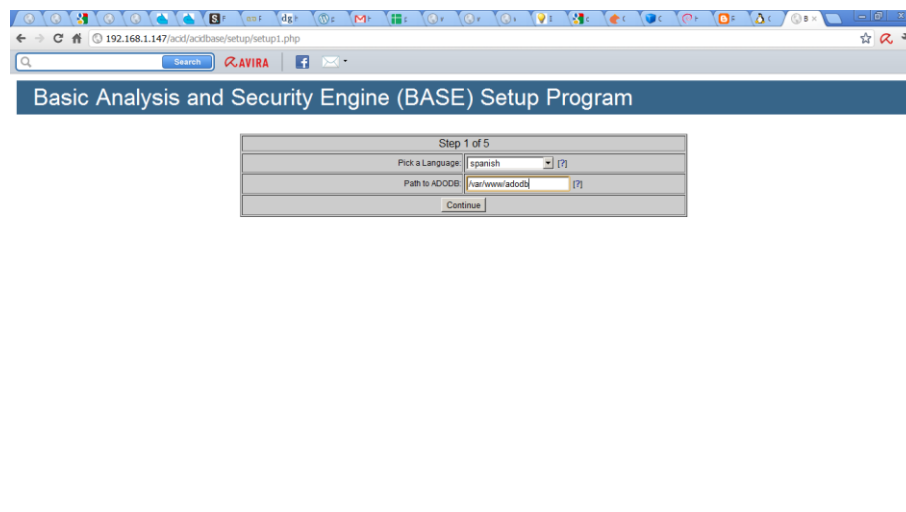 192.168.1.147/acid/acidbase/setup/setup1.php
Search AVIRA
Basic Analysis and Security Engine (BASE) Setup Program
Step 1 of 5
Pick a Language: spanish [?]
Path to ADODB: /var/www/adodb [?]
Continue